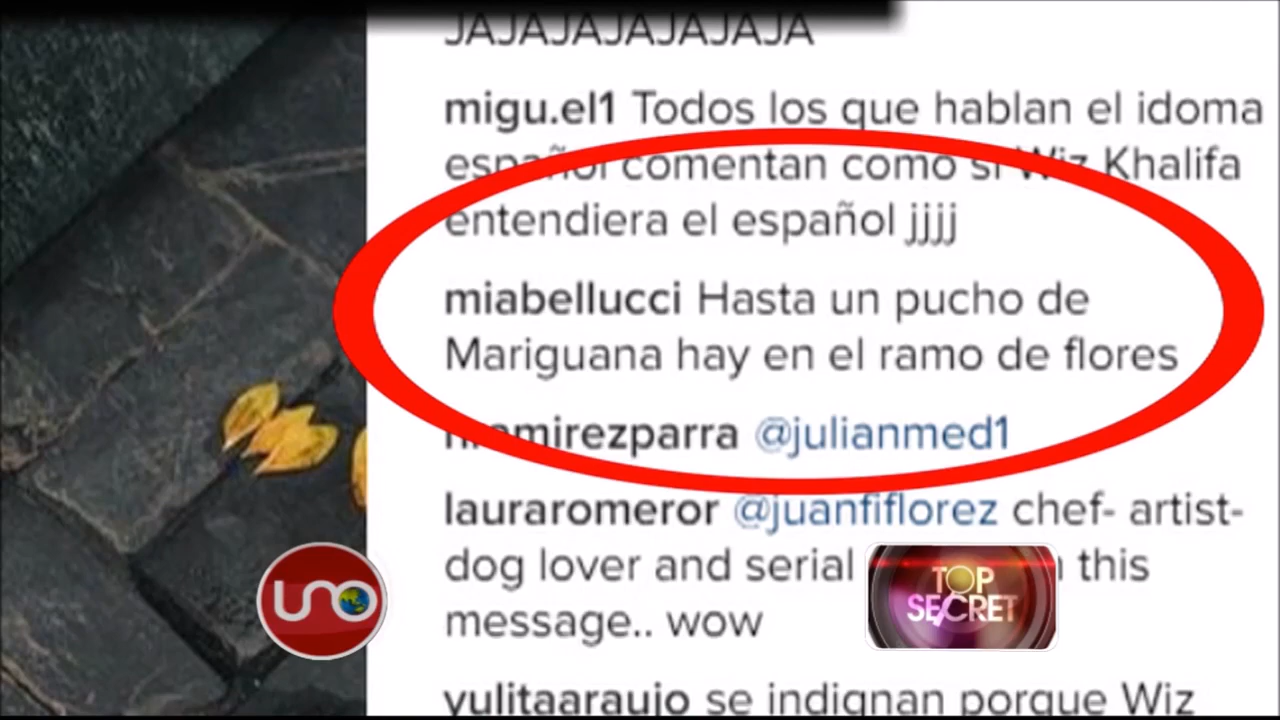 JAJAJAJAJAJAJA
migu.el1 Todos los que hablan el idoma
español comentan como si Wiz Khalifa
entendiera el español jjjj
miabellucci Hasta un pucho de
Mariguana hay en el ramo de flores
@julianmed1
lauraromeror @juanfiflorez chef- artist-
dog lover and serial this
message.. wow
yulitaaraujo se indignan porque Wiz
UNO
TOP
SECRET